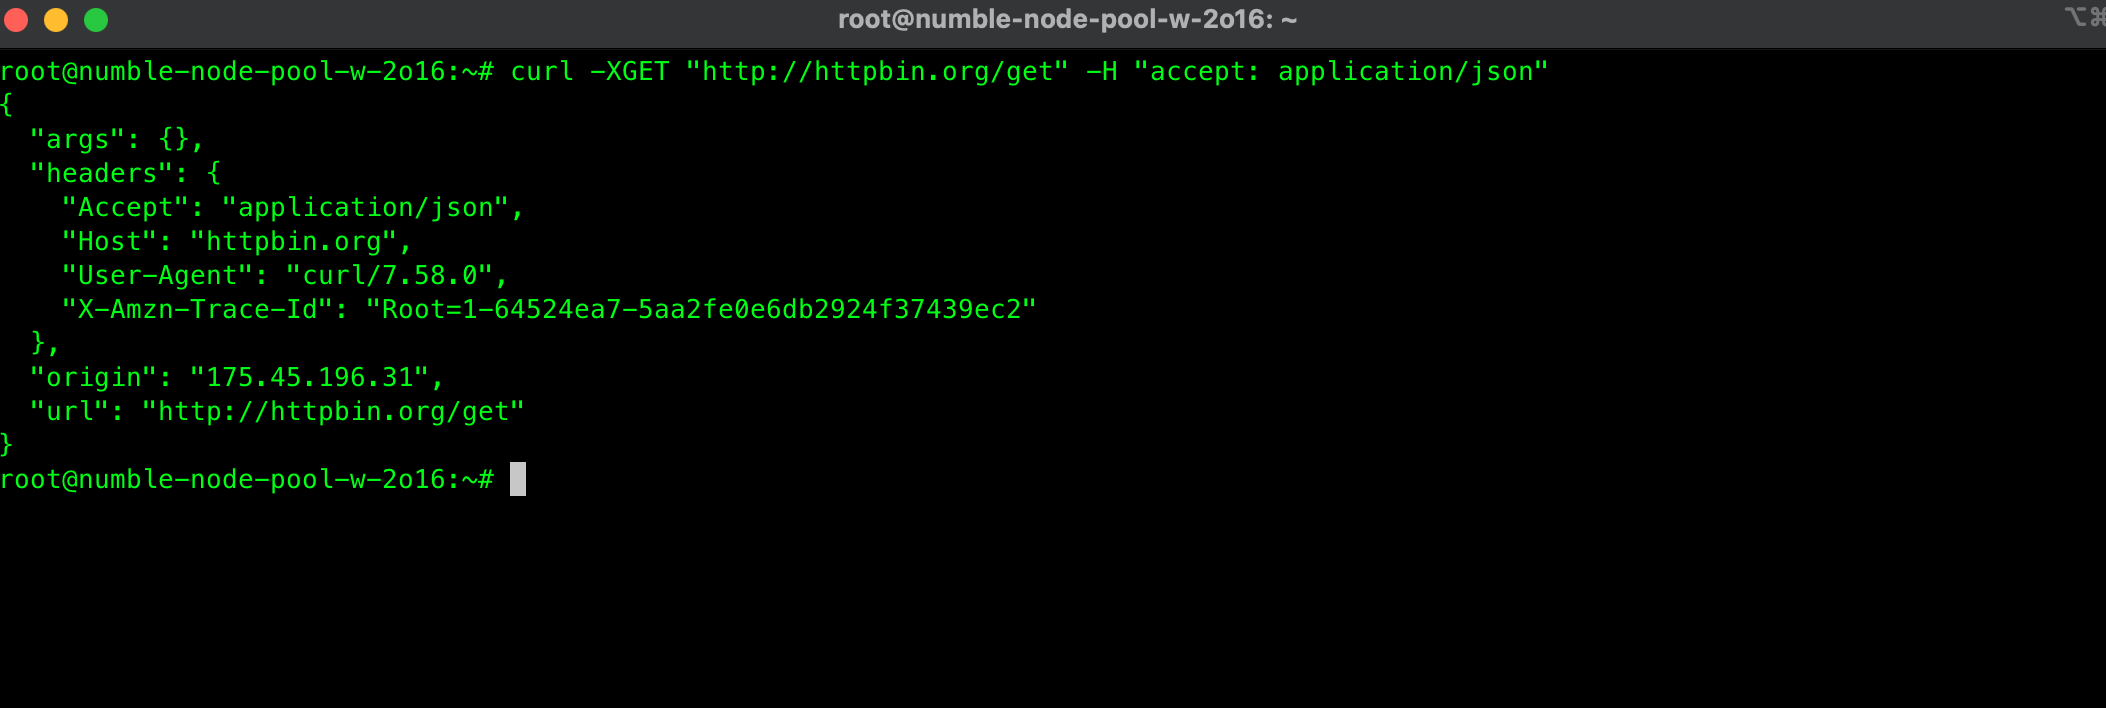 root@numble-node-pool-w-2o16: ~
⌥⌘
root@numble-node-pool-w-2o16:~# curl -XGET "http://httpbin.org/get" -H "accept: application/json"
{
  "args": {},
  "headers": {
    "Accept": "application/json",
    "Host": "httpbin.org",
    "User-Agent": "curl/7.58.0",
    "X-Amzn-Trace-Id": "Root=1-64524ea7-5aa2fe0e6db2924f37439ec2"
  },
  "origin": "175.45.196.31",
  "url": "http://httpbin.org/get"
}
root@numble-node-pool-w-2o16:~#